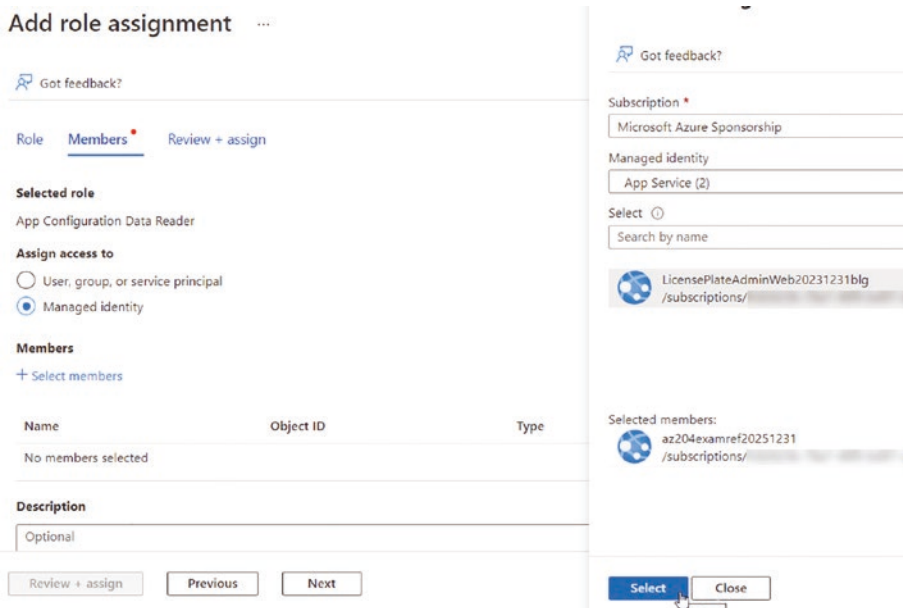 Add role assignment ...
Got feedback?
Role Members Review + assign
Selected role
App Configuration Data Reader
Assign access to
User, group, or service principal
Managed identity
Members
+ Select members
Name Object ID Type
No members selected
Description
Optional
Review + assign Previous Next
Got feedback?
Subscription *
Microsoft Azure Sponsorship
Managed identity
App Service (2)
Select
Search by name
LicensePlateAdminWeb20231231blg
/subscriptions/
Selected members:
az204examref20251231
/subscriptions/
Select Close